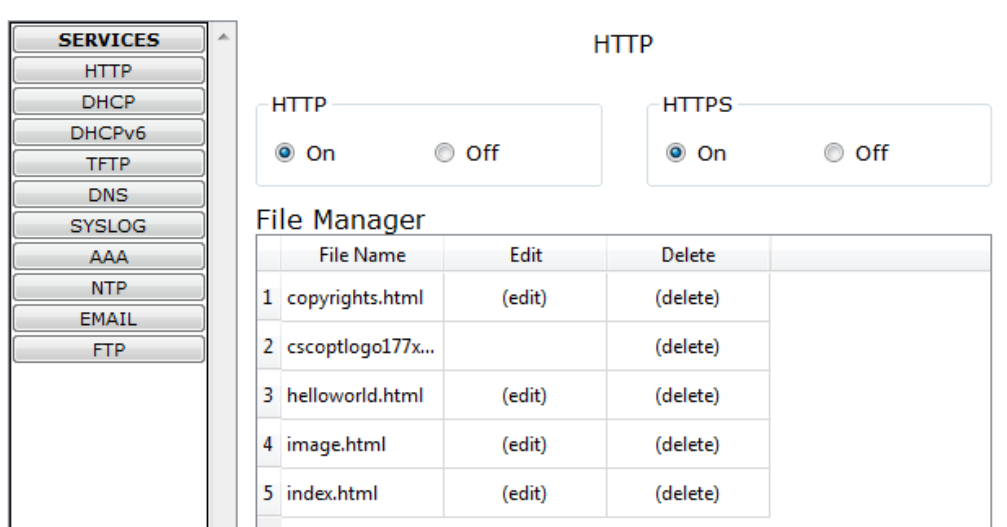 SERVICES
HTTP
DHCP
DHCPv6
TFTP
DNS
SYSLOG
AAA
NTP
EMAIL
FTP
HTTP
HTTP
On Off
HTTPS
On Off
File Manager
File Name Edit Delete
1 copyrights.html (edit) (delete)
2 cscoptlogo177x... (delete)
3 helloworld.html (edit) (delete)
4 image.html (edit) (delete)
5 index.html (edit) (delete)